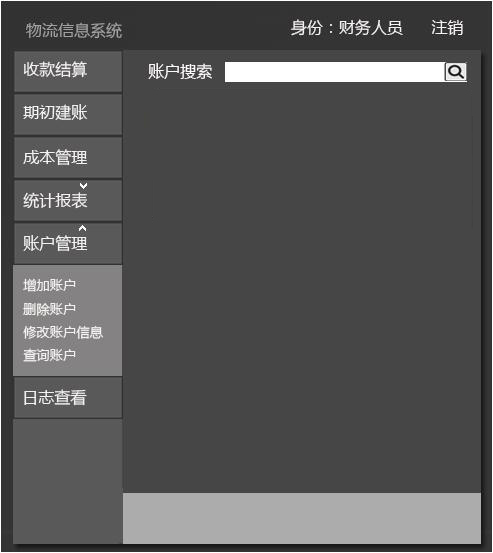 物流信息系统
身份：财务人员 注销
收款结算
账户搜索
期初建账
成本管理
统计报表
账户管理
增加账户
删除账户
修改账户信息
查询账户
日志查看